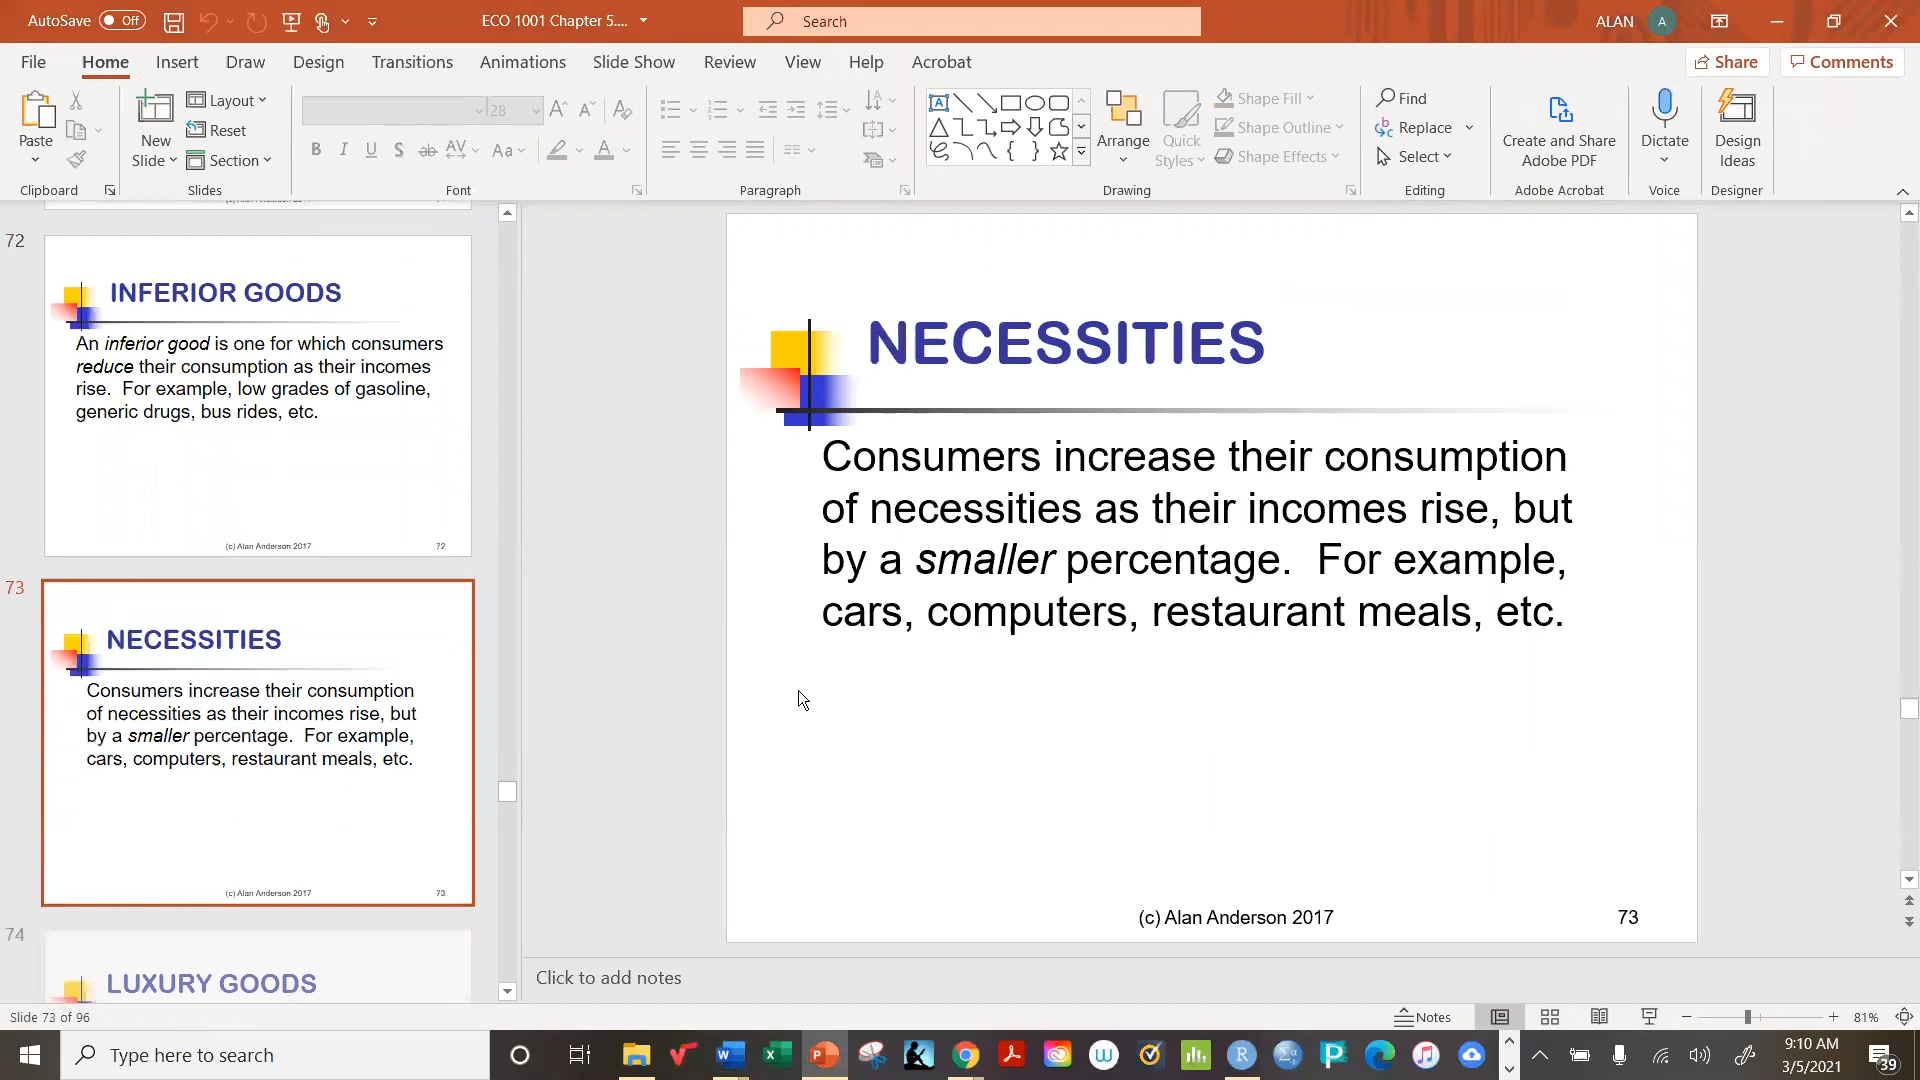 AutoSave Off
ECO 1001 Chapter 5....
Search
ALAN
A
File Home Insert Draw Design Transitions Animations Slide Show Review View Help Acrobat
Share
Comments
Paste
Clipboard
New
Slide
Layout
Reset
Section
Slides
28
B I U S ab AV Aa A
Font
Paragraph
Arrange
Quick
Styles
Shape Fill
Shape Outline
Shape Effects
Drawing
Find
Replace
Select
Editing
Create and Share
Adobe PDF
Adobe Acrobat
Dictate
Voice
Design
Ideas
Designer
72
INFERIOR GOODS
An inferior good is one for which consumers
reduce their consumption as their incomes
rise. For example, low grades of gasoline,
generic drugs, bus rides, etc.
(c) Alan Anderson 2017
72
73
NECESSITIES
Consumers increase their consumption
of necessities as their incomes rise, but
by a smaller percentage. For example,
cars, computers, restaurant meals, etc.
(c) Alan Anderson 2017
73
74
LUXURY GOODS
NECESSITIES
Consumers increase their consumption
of necessities as their incomes rise, but
by a smaller percentage. For example,
cars, computers, restaurant meals, etc.
(c) Alan Anderson 2017
73
Click to add notes
Slide 73 of 96
Notes
81%
Type here to search
9:10 AM
3/5/2021
39